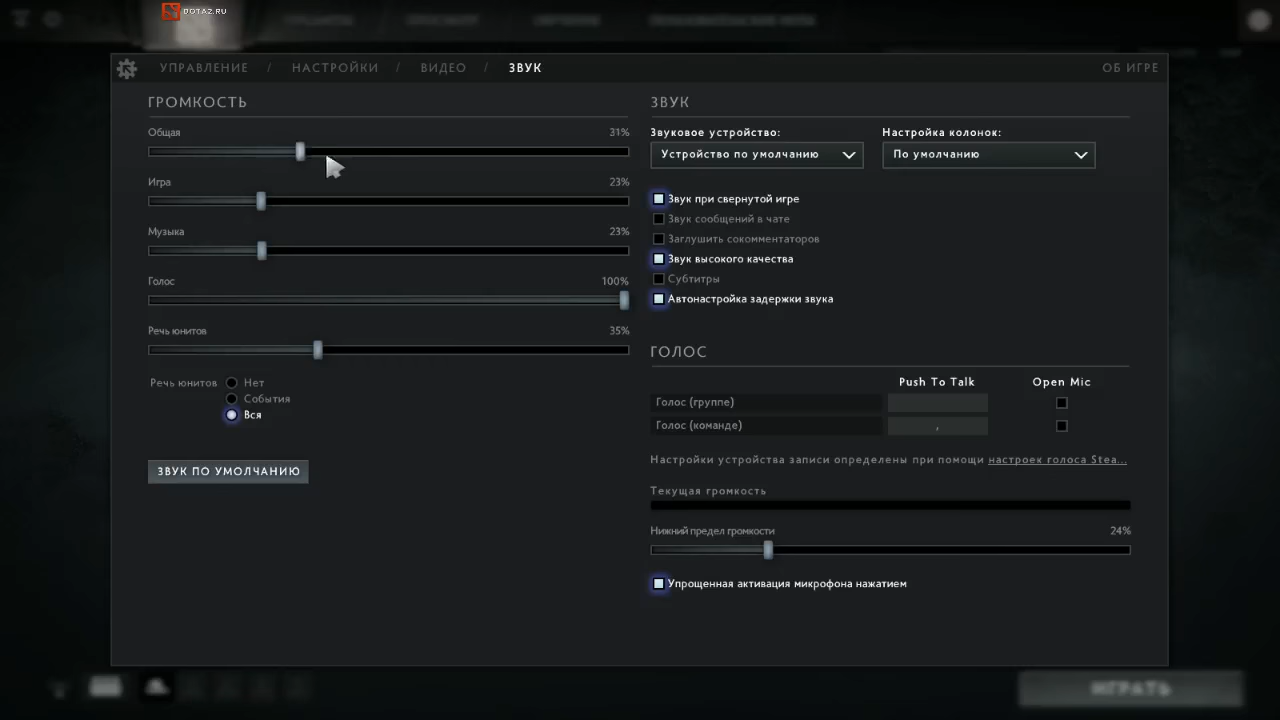 DOTA2.RU
УПРАВЛЕНИЕ / НАСТРОЙКИ / ВИДЕО / ЗВУК
ОБ ИГРЕ
ГРОМКОСТЬ
Общая 31%
Игра 23%
Музыка 23%
Голос 100%
Речь юнитов 35%
Речь юнитов Нет
События
Вся
ЗВУК ПО УМОЛЧАНИЮ
ЗВУК
Звуковое устройство: Настройка колонок:
Устройство по умолчанию По умолчанию
Звук при свернутой игре
Звук сообщений в чате
Заглушить сокомментаторов
Звук высокого качества
Субтитры
Автонастройка задержки звука
ГОЛОС
Push To Talk Open Mic
Голос (группе)
Голос (команде) ,
Настройки устройства записи определены при помощи настроек голоса Stea...
Текущая громкость
Нижний предел громкости 24%
Упрощенная активация микрофона нажатием
ИГРАТЬ